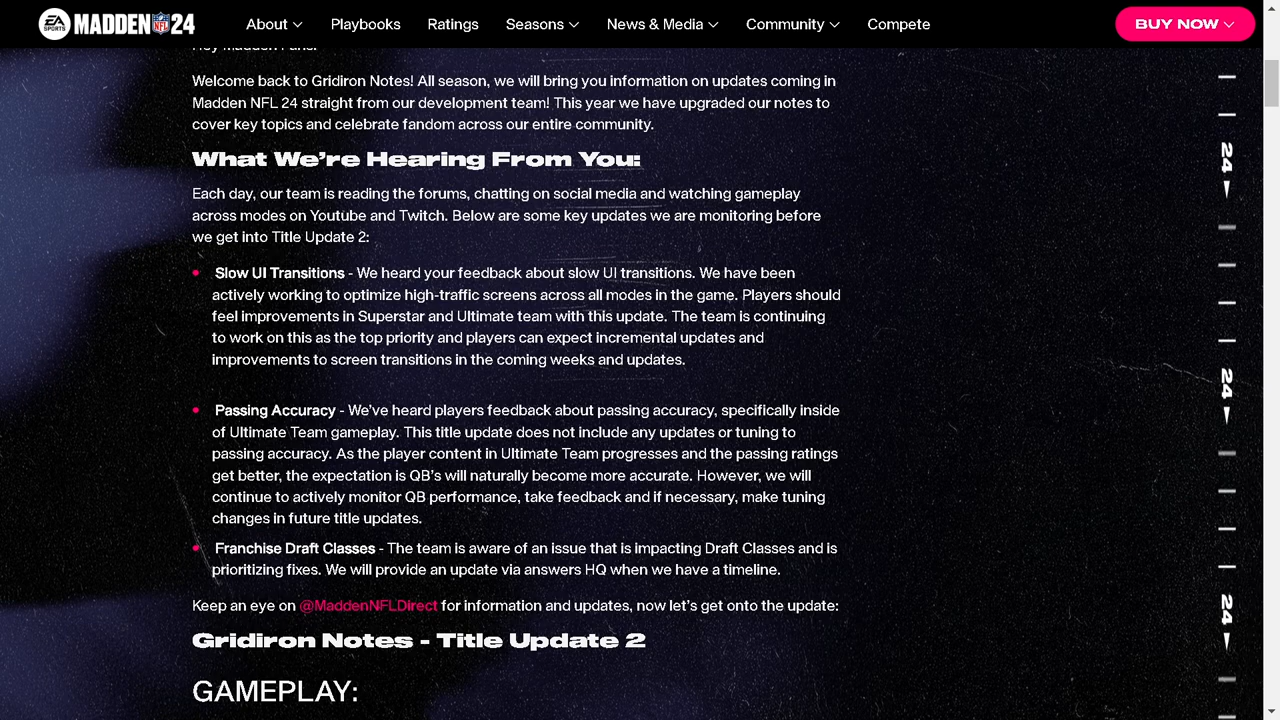 EA SPORTS MADDEN NFL 24 About Playbooks Ratings Seasons News & Media Community Compete BUY NOW
Welcome back to Gridiron Notes! All season, we will bring you information on updates coming in
Madden NFL 24 straight from our development team! This year we have upgraded our notes to
cover key topics and celebrate fandom across our entire community.
What We're Hearing From You:
Each day, our team is reading the forums, chatting on social media and watching gameplay
across modes on Youtube and Twitch. Below are some key updates we are monitoring before
we get into Title Update 2:
Slow UI Transitions - We heard your feedback about slow UI transitions. We have been
actively working to optimize high-traffic screens across all modes in the game. Players should
feel improvements in Superstar and Ultimate team with this update. The team is continuing
to work on this as the top priority and players can expect incremental updates and
improvements to screen transitions in the coming weeks and updates.
Passing Accuracy - We've heard players feedback about passing accuracy, specifically inside
of Ultimate Team gameplay. This title update does not include any updates or tuning to
passing accuracy. As the player content in Ultimate Team progresses and the passing ratings
get better, the expectation is QB's will naturally become more accurate. However, we will
continue to actively monitor QB performance, take feedback and if necessary, make tuning
changes in future title updates.
Franchise Draft Classes - The team is aware of an issue that is impacting Draft Classes and is
prioritizing fixes. We will provide an update via answers HQ when we have a timeline.
Keep an eye on @MaddenNFLDirect for information and updates, now let's get onto the update:
Gridiron Notes - Title Update 2
GAMEPLAY:
24
24
24